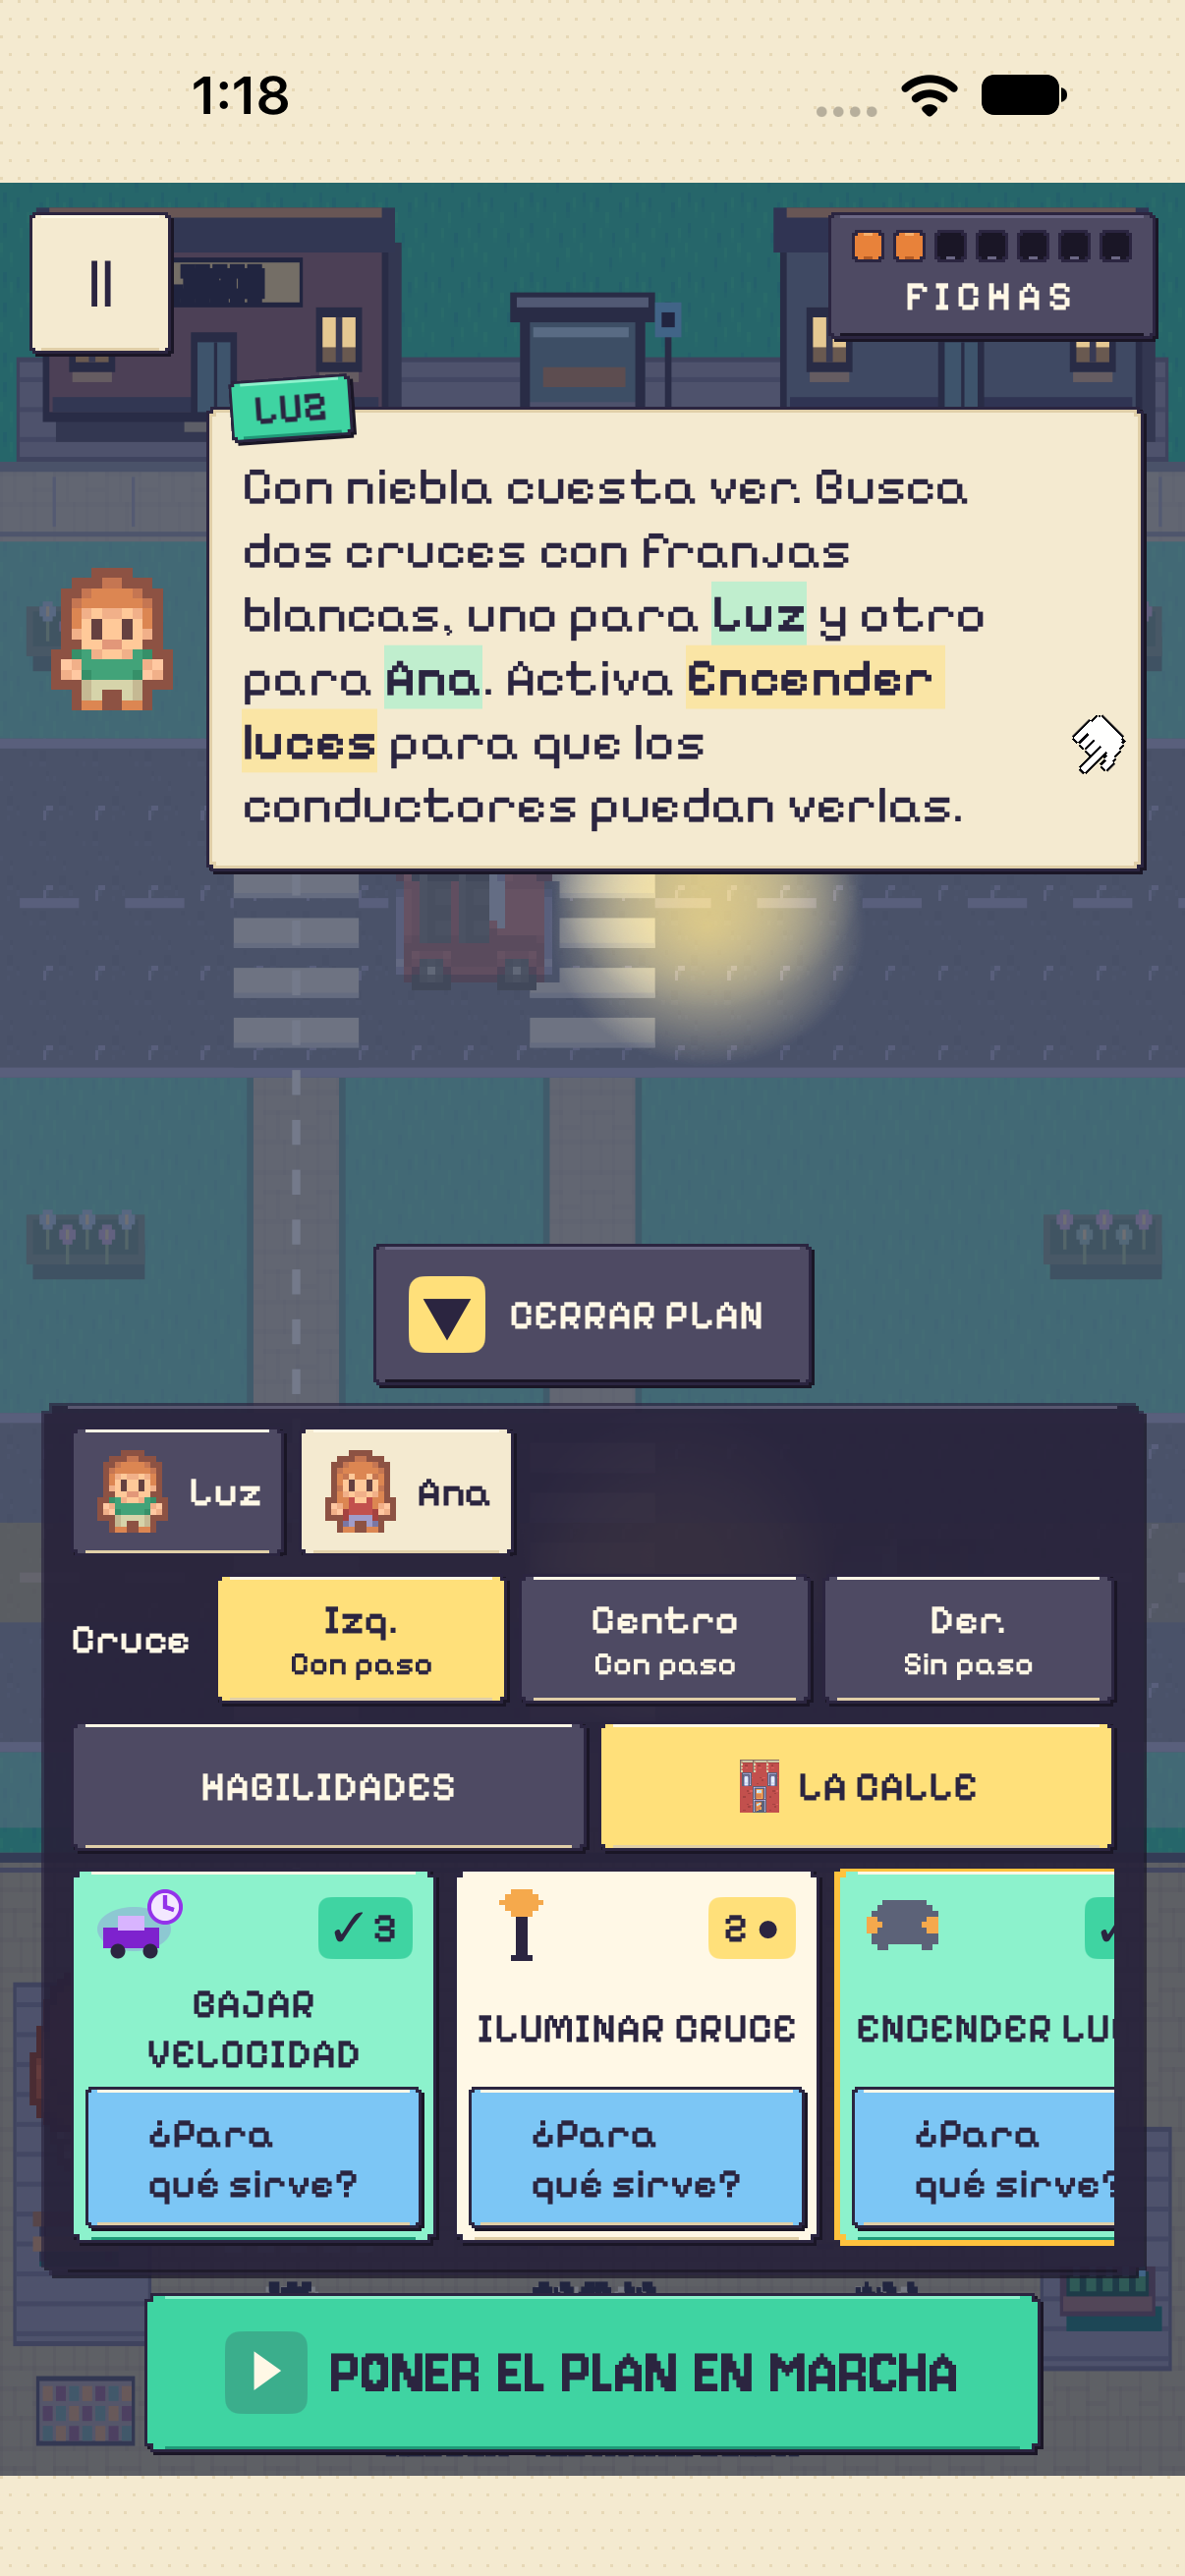 1:18
FICHAS
LUZ
Con niebla cuesta ver. Busca
dos cruces con franjas
blancas, uno para Luz y otro
para Ana. Activa Encender
luces para que los
conductores puedan verlas.
CERRAR PLAN
Luz
Ana
Cruce
Izq.
Con paso
Centro
Con paso
Der.
Sin paso
HABILIDADES
LA CALLE
✓3
2 ●
BAJAR
VELOCIDAD
ILUMINAR CRUCE
ENCENDER
¿Para
qué sirve?
¿Para
qué sirve?
¿Para
qué sirve?
PONER EL PLAN EN MARCHA